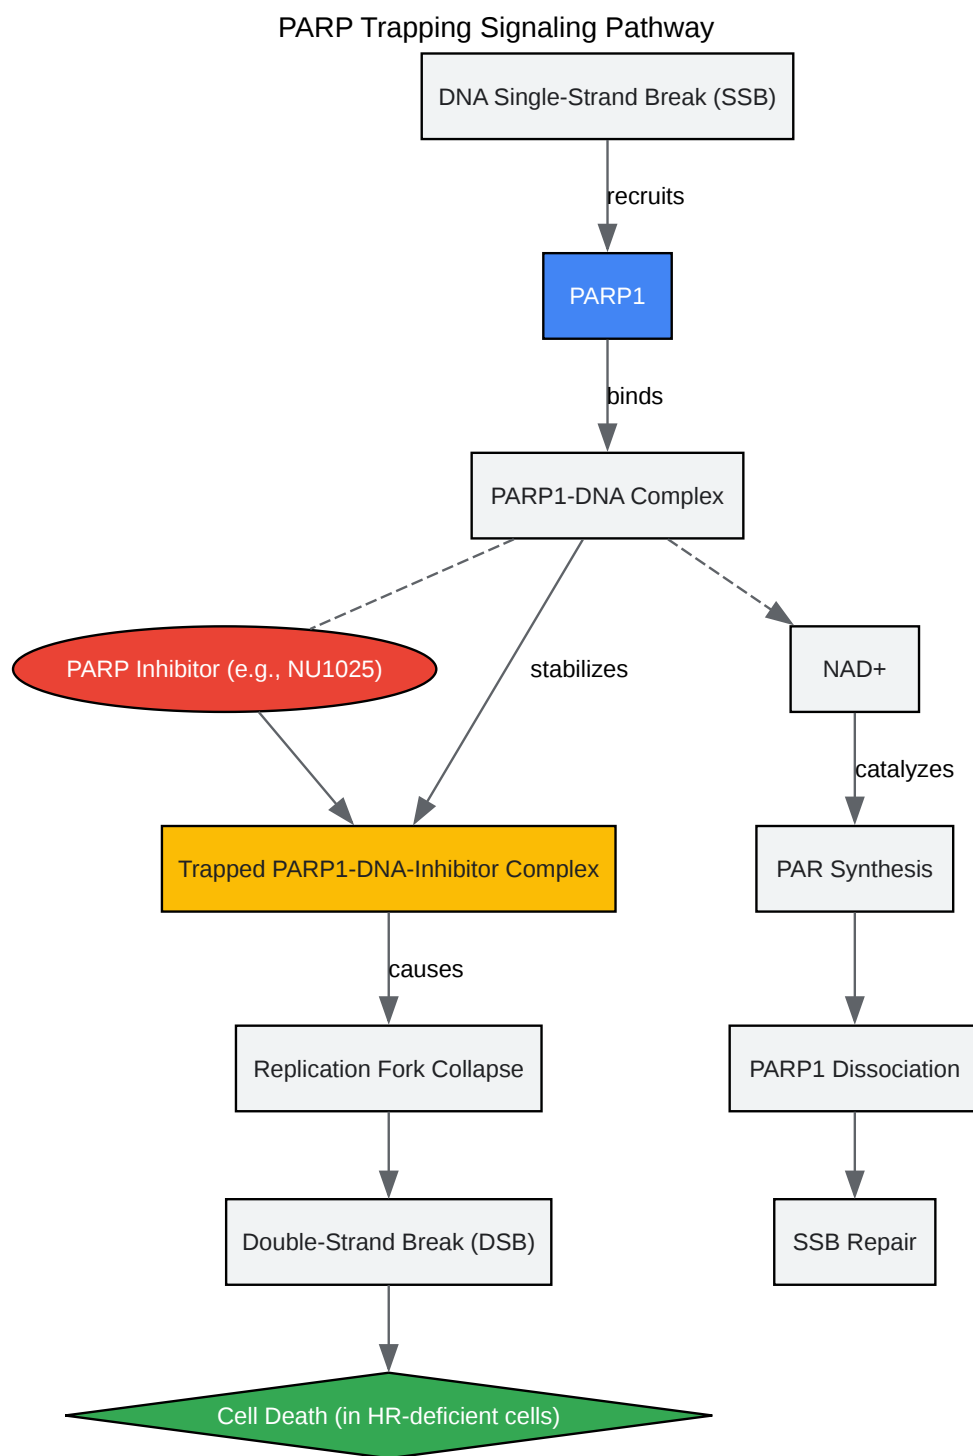 PARP Trapping Signaling Pathway
DNA Single-Strand Break (SSB)
recruits
PARP1
binds
PARP1-DNA Complex
PARP Inhibitor (e.g., NU1025)
stabilizes
NAD+
catalyzes
Trapped PARP1-DNA-Inhibitor Complex
PAR Synthesis
causes
Replication Fork Collapse
PARP1 Dissociation
Double-Strand Break (DSB)
SSB Repair
Cell Death (in HR-deficient cells)